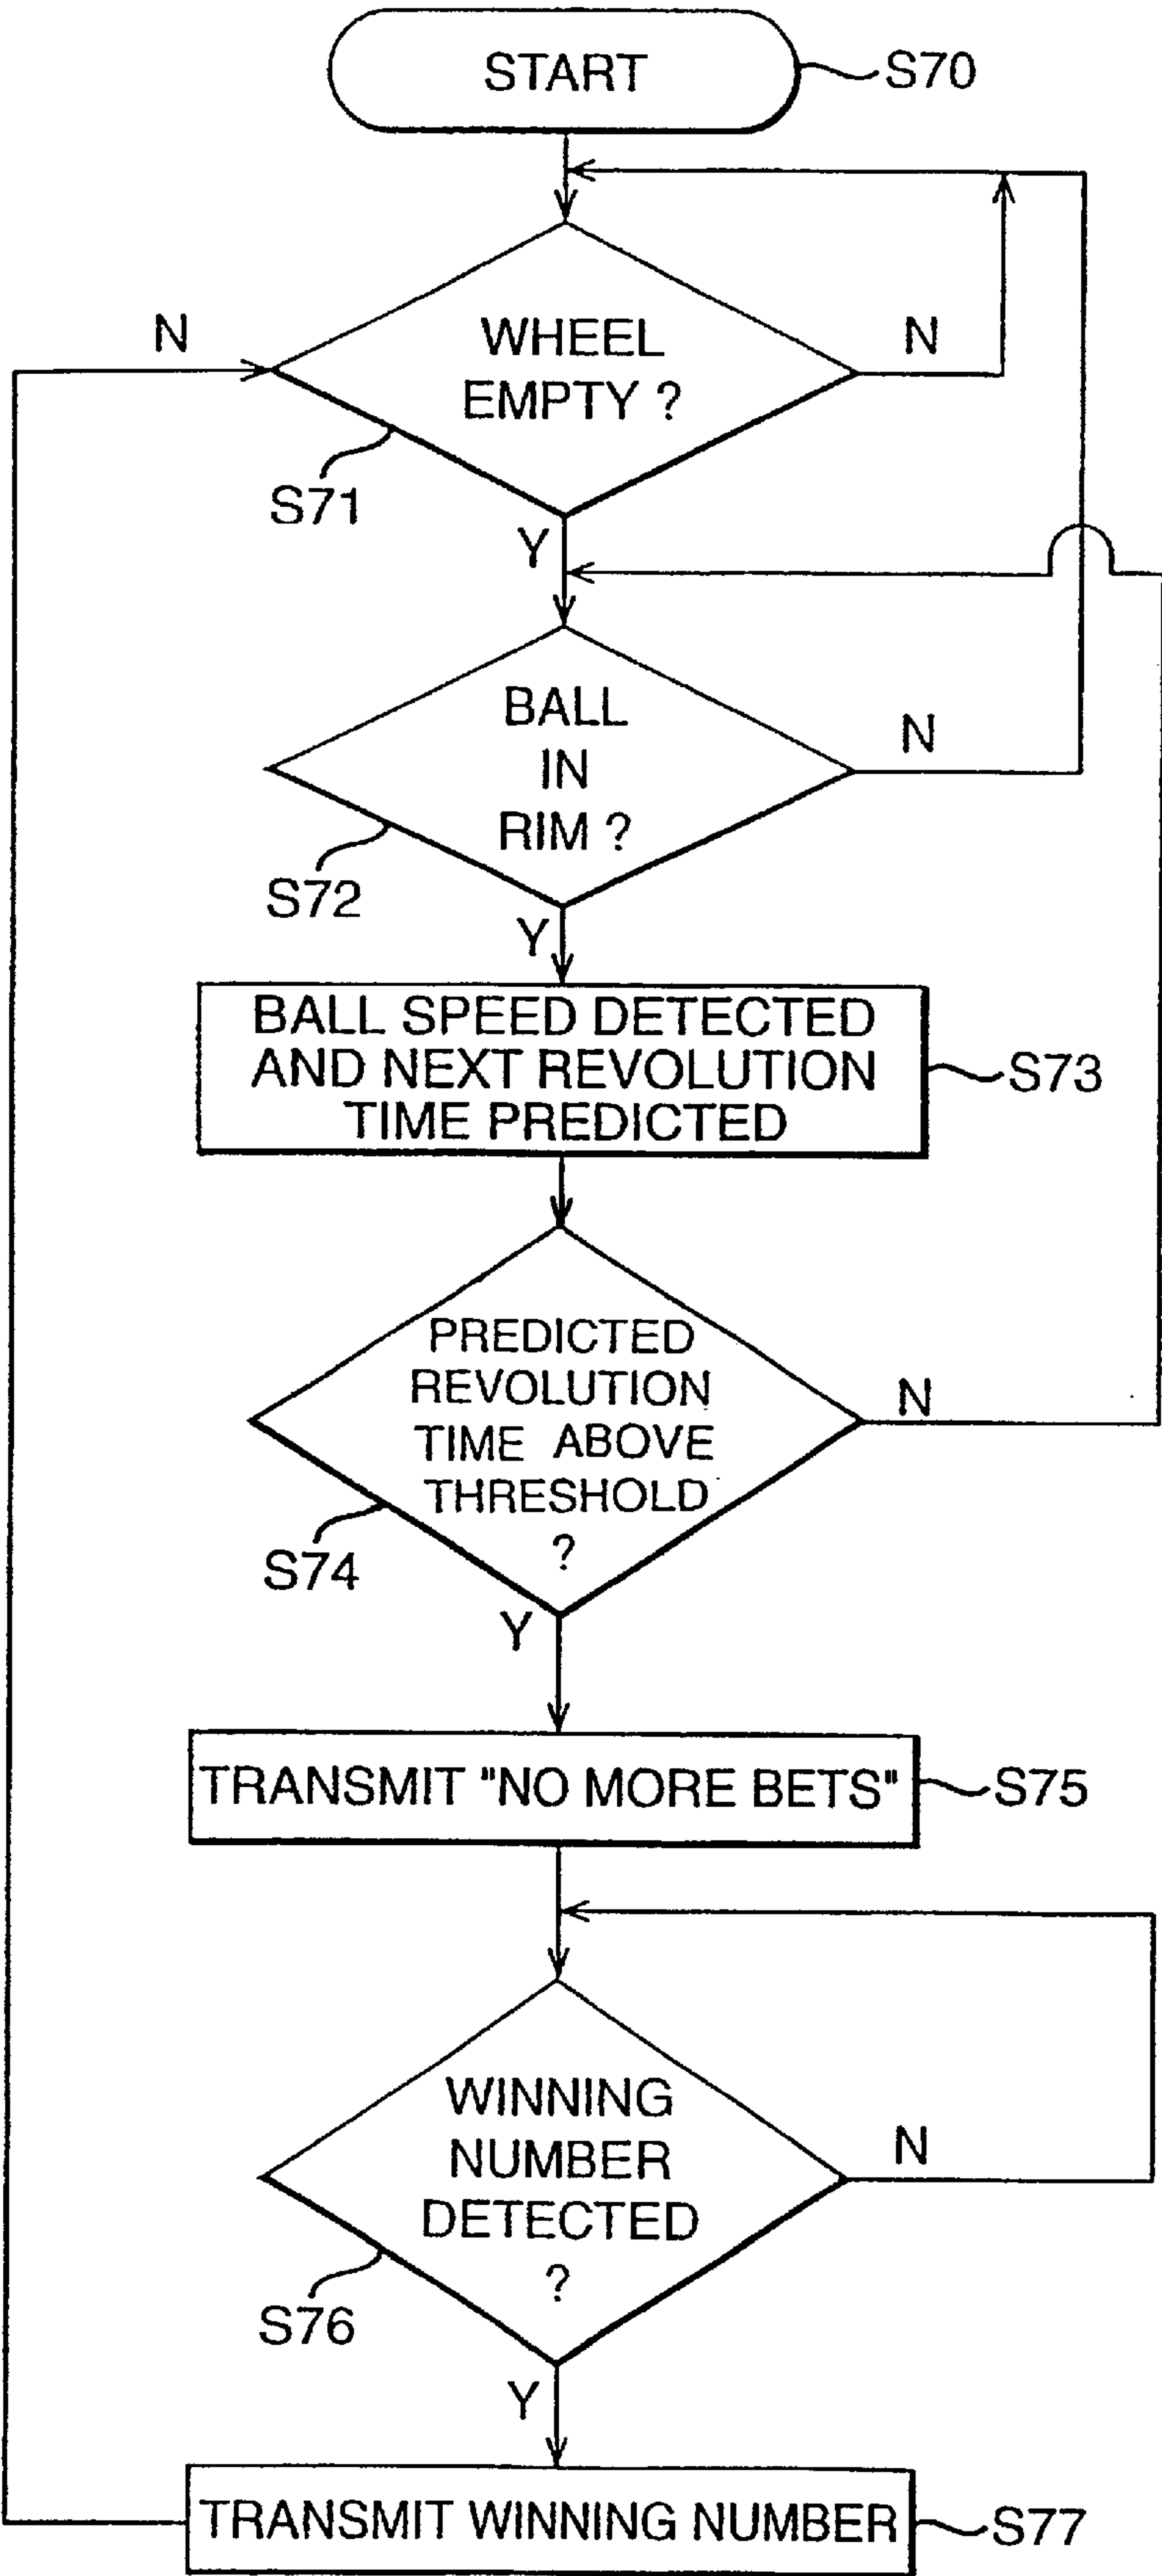 START
S70
N
WHEEL
EMPTY ?
N
S71
Y
BALL
IN
RIM ?
N
S72
Y
BALL SPEED DETECTED
AND NEXT REVOLUTION
TIME PREDICTED
S73
PREDICTED
REVOLUTION
TIME ABOVE
THRESHOLD
?
N
S74
Y
TRANSMIT "NO MORE BETS"
S75
WINNING
NUMBER
DETECTED
?
N
S76
Y
TRANSMIT WINNING NUMBER
S77